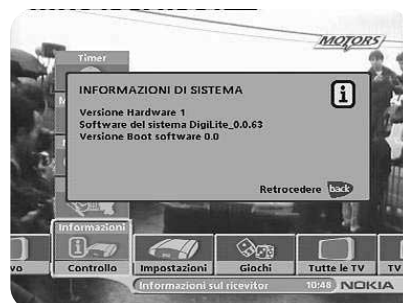 MOTORS
Timer
INFORMAZIONI DI SISTEMA
Versione Hardware 1
Software del sistema DigiLite_0.0.63
Versione Boot software 0.0
Retrocedere back
Informazioni
vo
Controllo
Impostazioni
Giochi
Tutte le TV
TV
Informazioni sul ricevitor
10:48
NOKIA